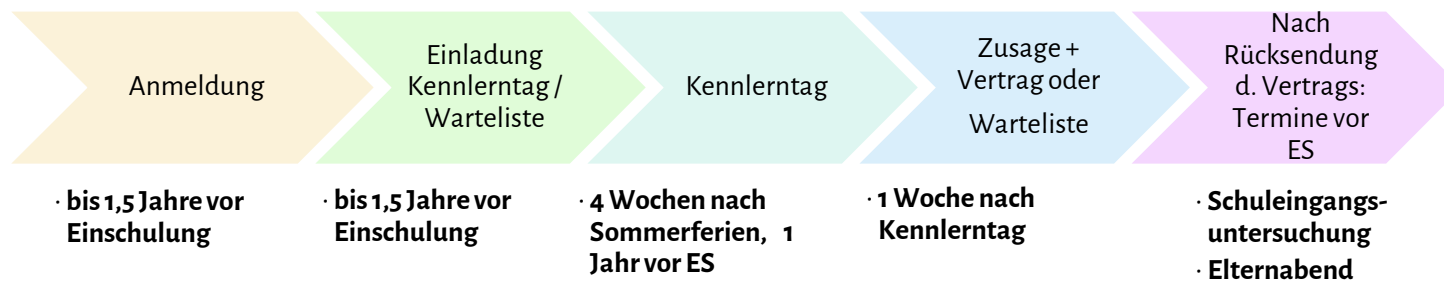 Anmeldung
Einladung
Kennlerntag /
Warteliste
Kennlerntag
Zusage +
Vertrag oder
Warteliste
Nach
Rücksendung
d. Vertrags:
Termine vor
ES
· bis 1,5 Jahre vor
Einschulung
· bis 1,5 Jahre vor
Einschulung
· 4 Wochen nach
Sommerferien, 1
Jahr vor ES
· 1 Woche nach
Kennlerntag
· Schuleingangs-
untersuchung
· Elternabend